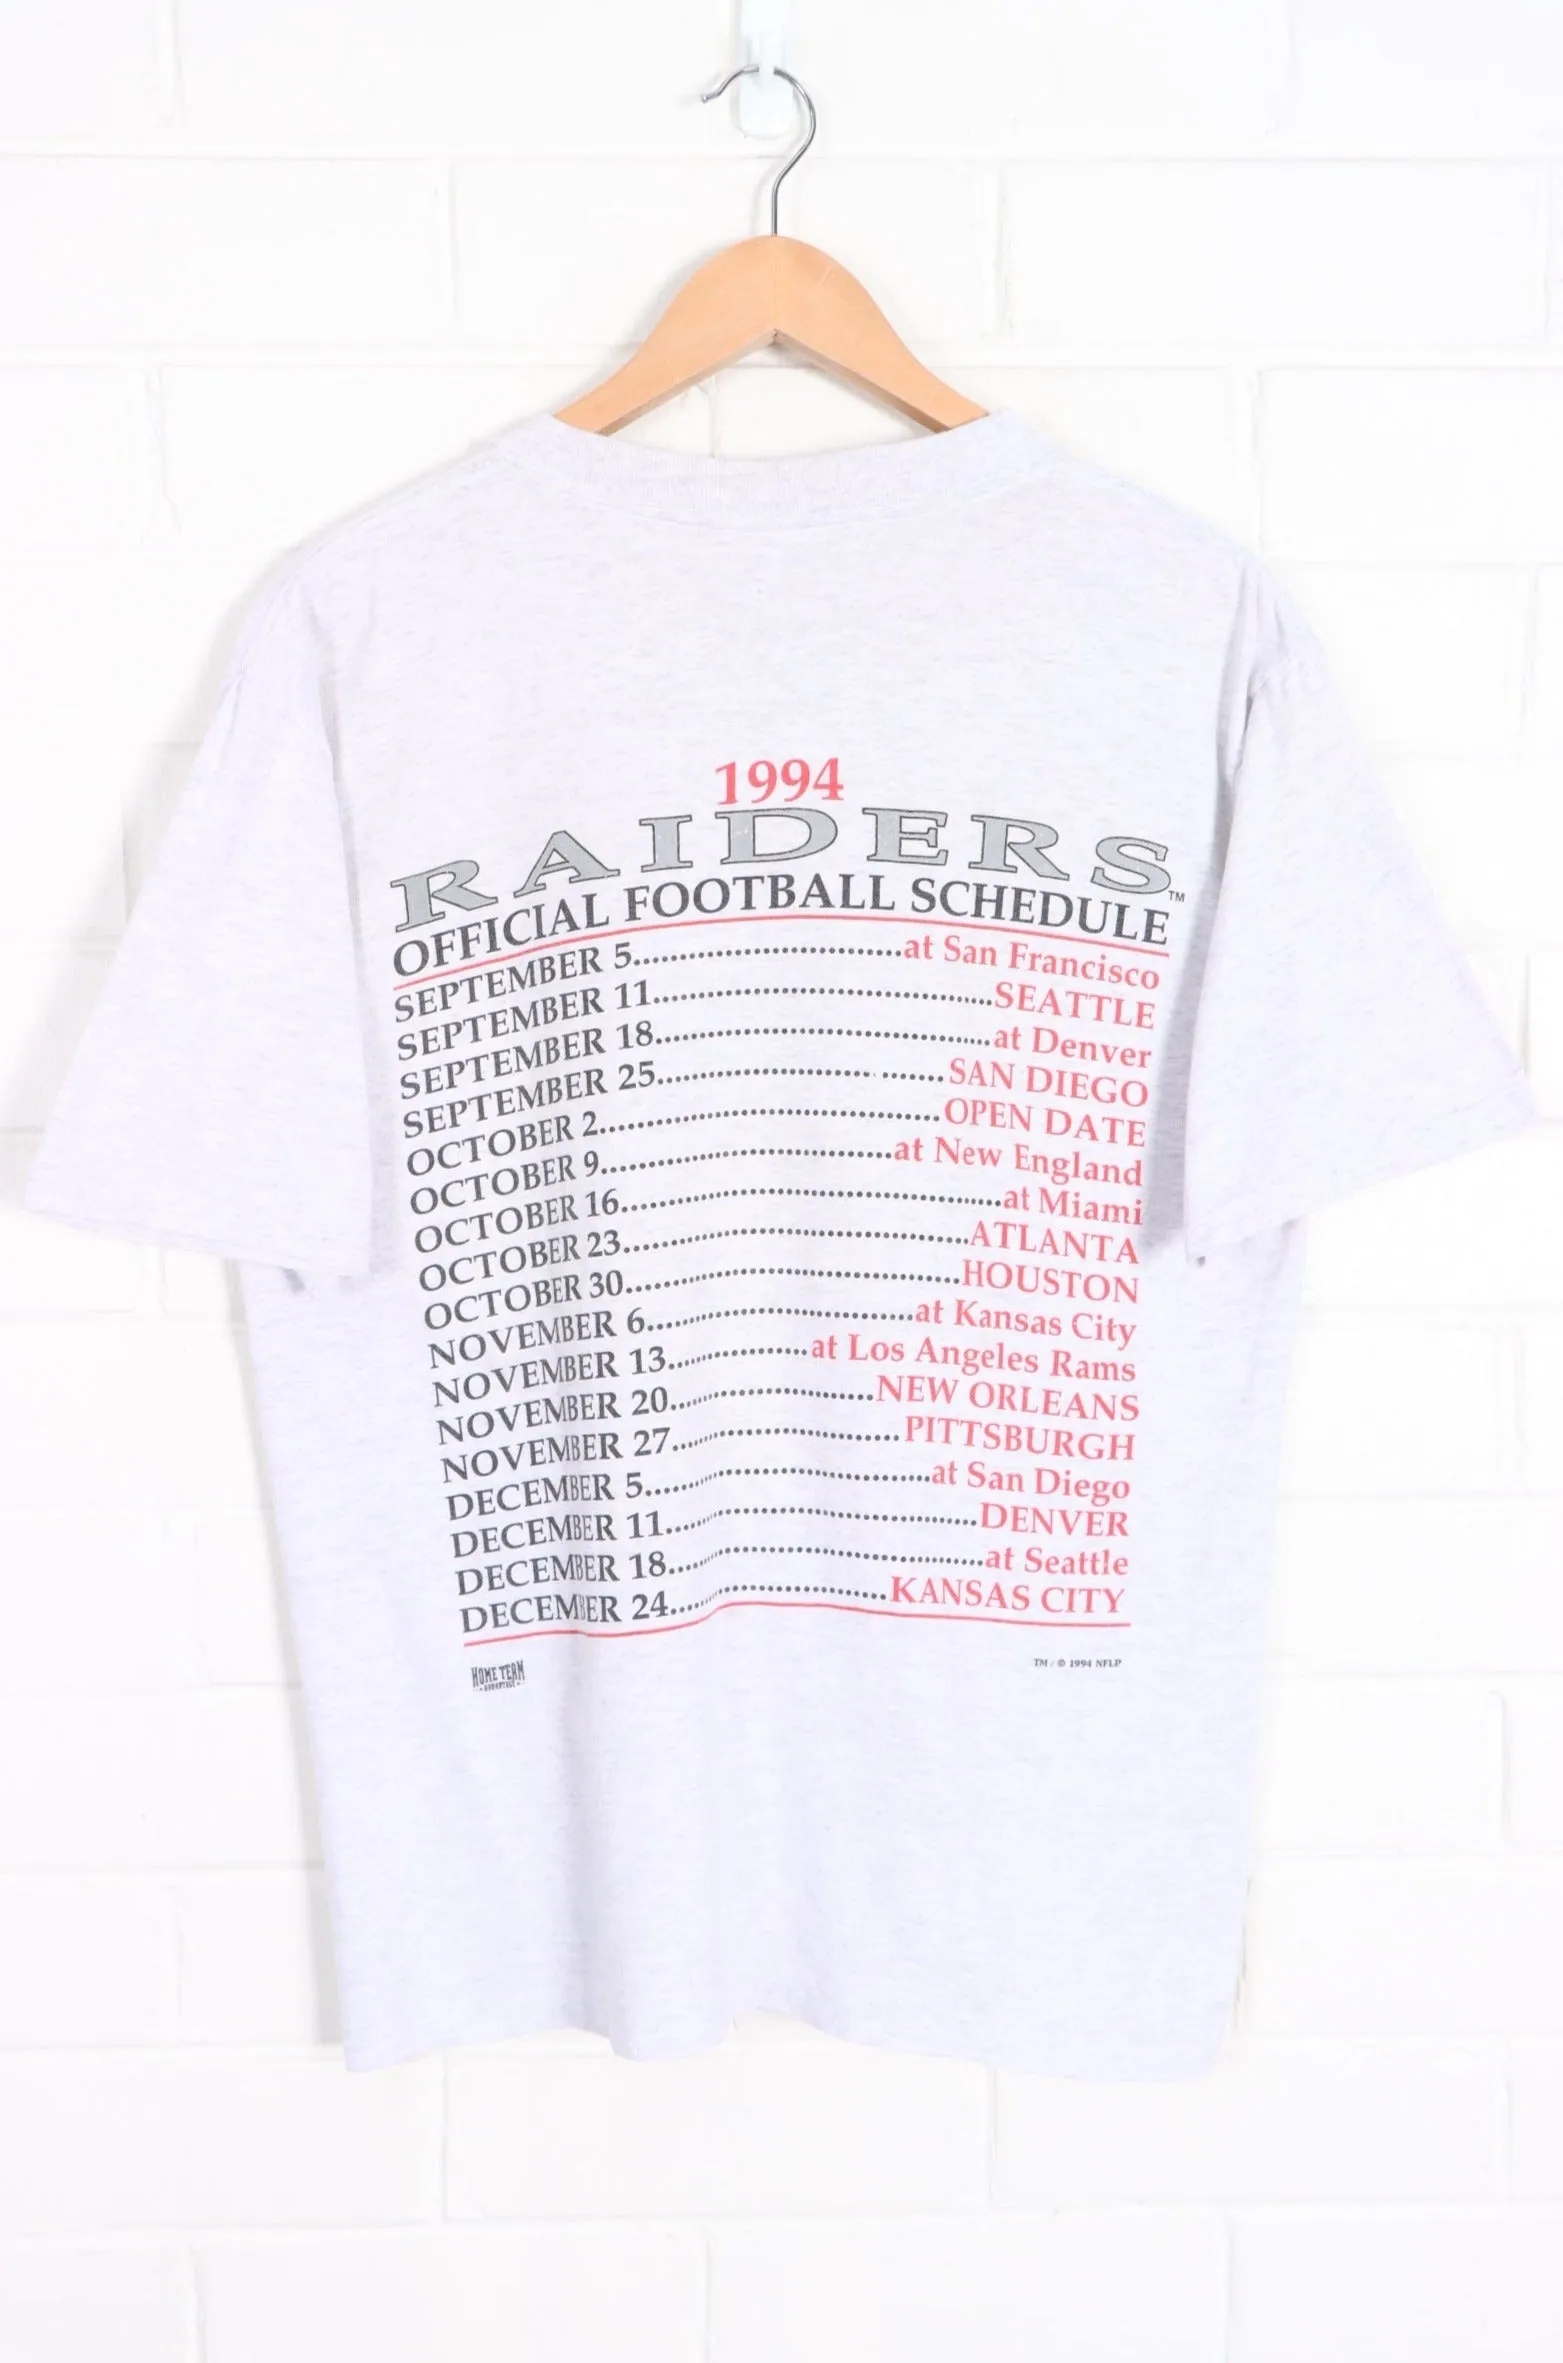 1994
RAIDERS™
OFFICIAL FOOTBALL SCHEDULE
SEPTEMBER 5..............................at San Francisco
SEPTEMBER 11..............................SEATTLE
SEPTEMBER 18..............................at Denver
SEPTEMBER 25..............................SAN DIEGO
OCTOBER 2..............................OPEN DATE
OCTOBER 9..............................at New England
OCTOBER 16..............................at Miami
OCTOBER 23..............................ATLANTA
OCTOBER 30..............................HOUSTON
NOVEMBER 6..............................at Kansas City
NOVEMBER 13..............................at Los Angeles Rams
NOVEMBER 20..............................NEW ORLEANS
NOVEMBER 27..............................PITTSBURGH
DECEMBER 5..............................at San Diego
DECEMBER 11..............................DENVER
DECEMBER 18..............................at Seattle
DECEMBER 24..............................KANSAS CITY
HOME TEAM
ADVANTAGE
TM / © 1994 NFLP